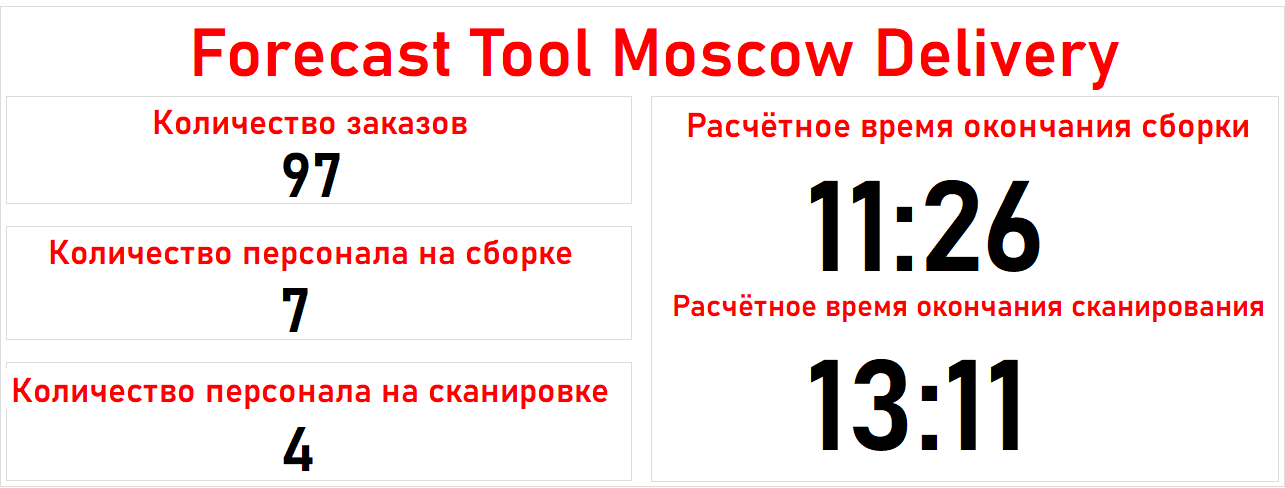 Forecast Tool Moscow Delivery
Количество заказов
97
Количество персонала на сборке
7
Количество персонала на сканировке
4
Расчётное время окончания сборки
11:26
Расчётное время окончания сканирования
13:11